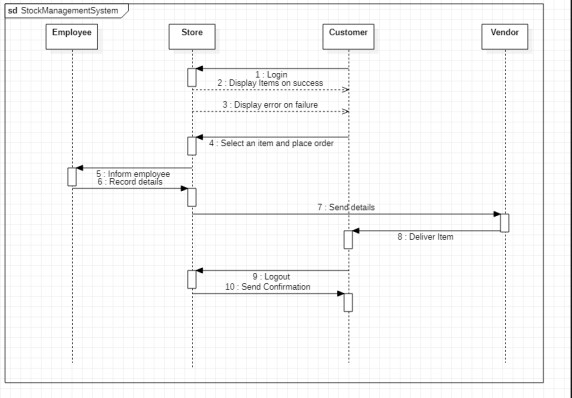 sd StockManagementSystem
Employee
Store
Customer
Vendor
1 : Login
2 : Display Items on success
3 : Display error on failure
4 : Select an item and place order
5 : Inform employee
6 : Record details
7 : Send details
8 : Deliver Item
9 : Logout
10 : Send Confirmation